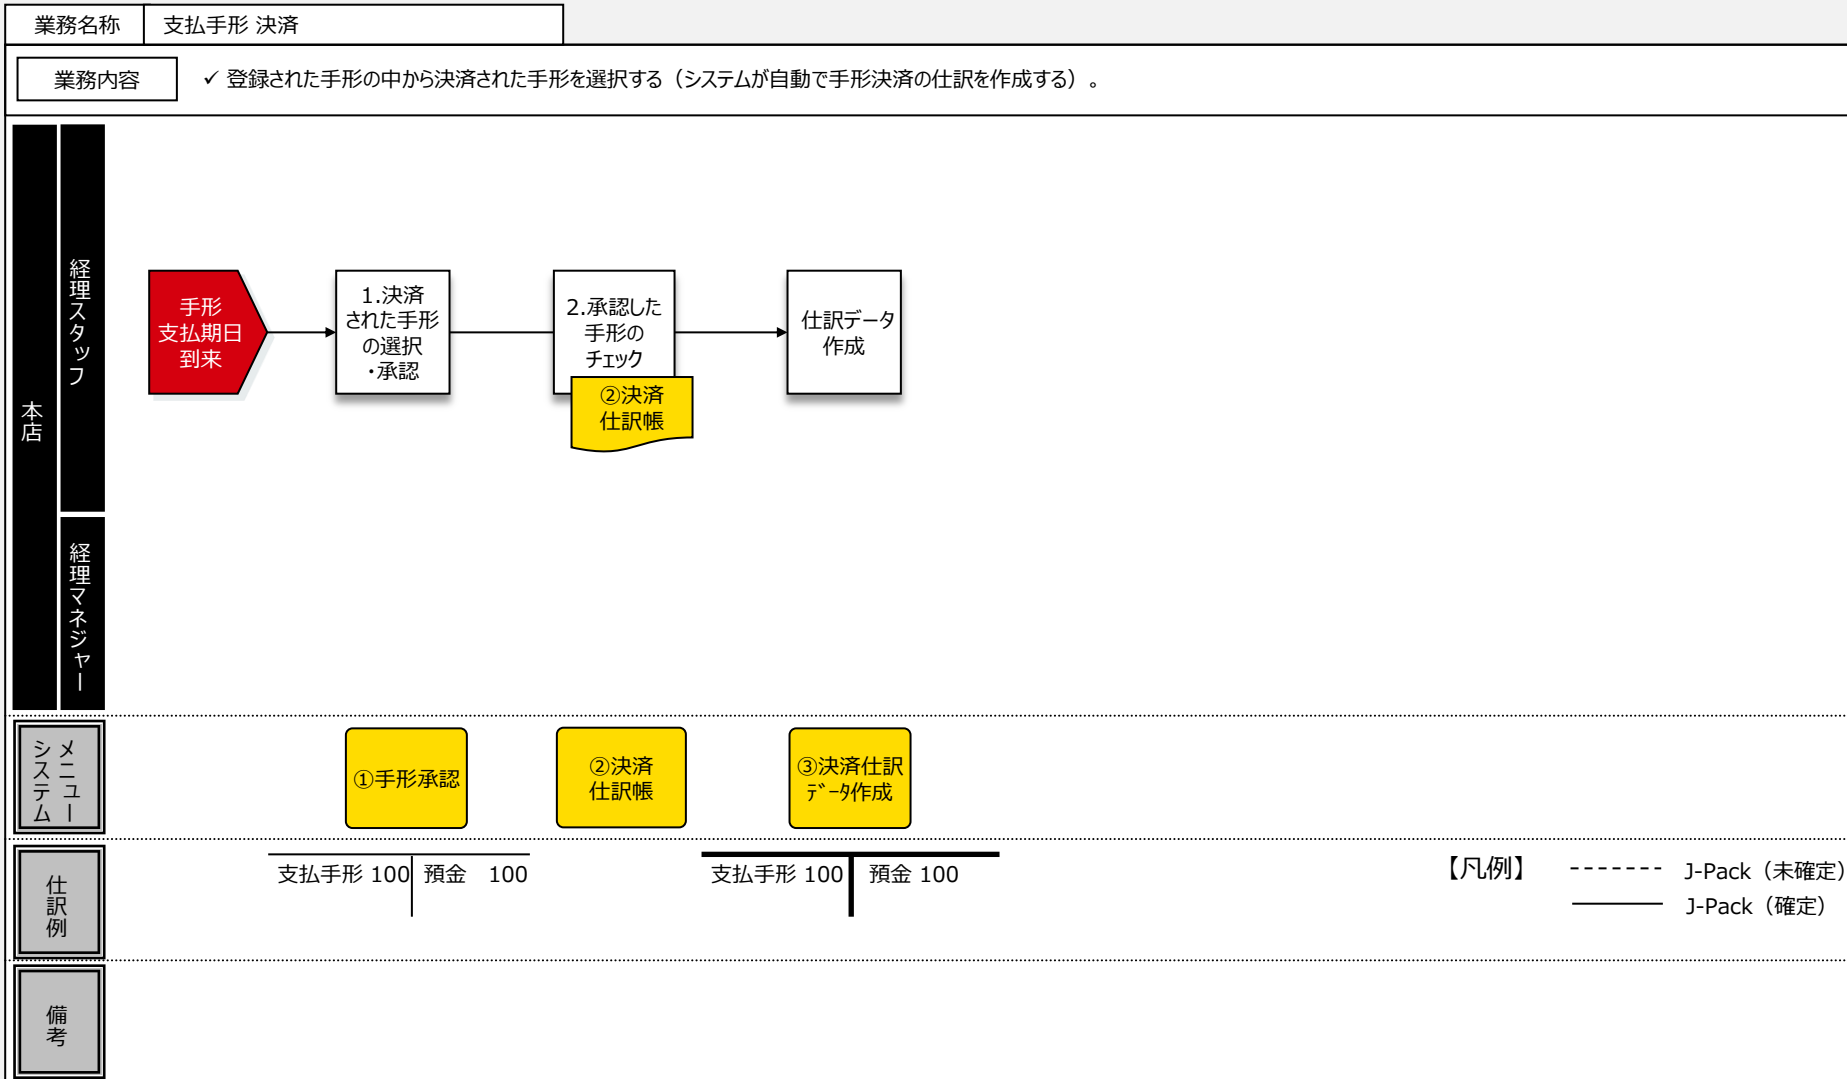 業務名称
支払手形 決済
業務内容
✓ 登録された手形の中から決済された手形を選択する（システムが自動で手形決済の仕訳を作成する）。
本店
経理スタッフ
手形
支払期日
到来
1.決済
された手形
の選択
・承認
2.承認した
手形の
チェック
②決済
仕訳帳
仕訳データ
作成
経理マネジャー
メニュー
システム
①手形承認
②決済
仕訳帳
③決済仕訳
ﾃﾞｰﾀ作成
仕訳例
支払手形 100 預金 100
支払手形 100 預金 100
【凡例】
J-Pack（未確定）
J-Pack（確定）
備考